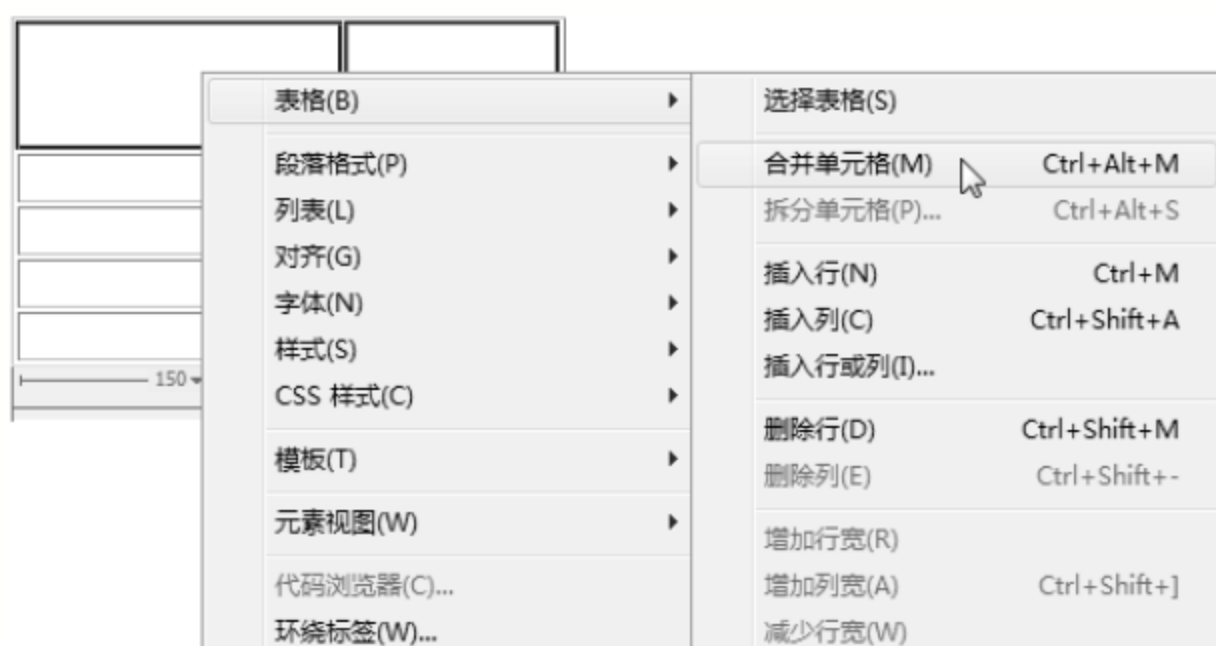 表格(B)
段落格式(P)
列表(L)
对齐(G)
字体(N)
样式(S)
CSS 样式(C)
模板(T)
元素视图(W)
代码浏览器(C)...
环绕标签(W)...
150
选择表格(S)
合并单元格(M) Ctrl+Alt+M
拆分单元格(P)... Ctrl+Alt+S
插入行(N) Ctrl+M
插入列(C) Ctrl+Shift+A
插入行或列(I)...
删除行(D) Ctrl+Shift+M
删除列(E) Ctrl+Shift+-
增加行宽(R)
增加列宽(A) Ctrl+Shift+]
减少行宽(W)